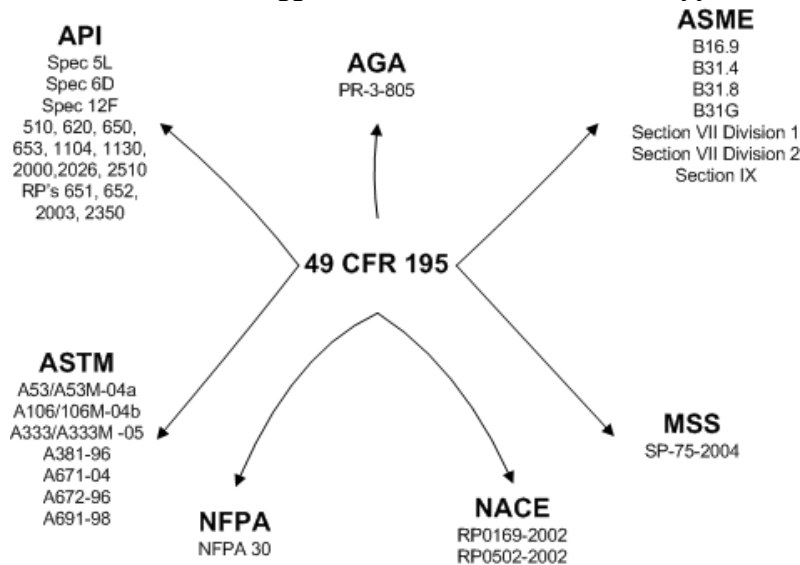 API
Spec 5L
Spec 6D
Spec 12F
510, 620, 650,
653, 1104, 1130,
2000,2026, 2510
RP's 651, 652,
2003, 2350
AGA
PR-3-805
ASME
B16.9
B31.4
B31.8
B31G
Section VII Division 1
Section VII Division 2
Section IX
49 CFR 195
ASTM
A53/A53M-04a
A106/106M-04b
A333/A333M -05
A381-96
A671-04
A672-96
A691-98
NFPA
NFPA 30
NACE
RP0169-2002
RP0502-2002
MSS
SP-75-2004